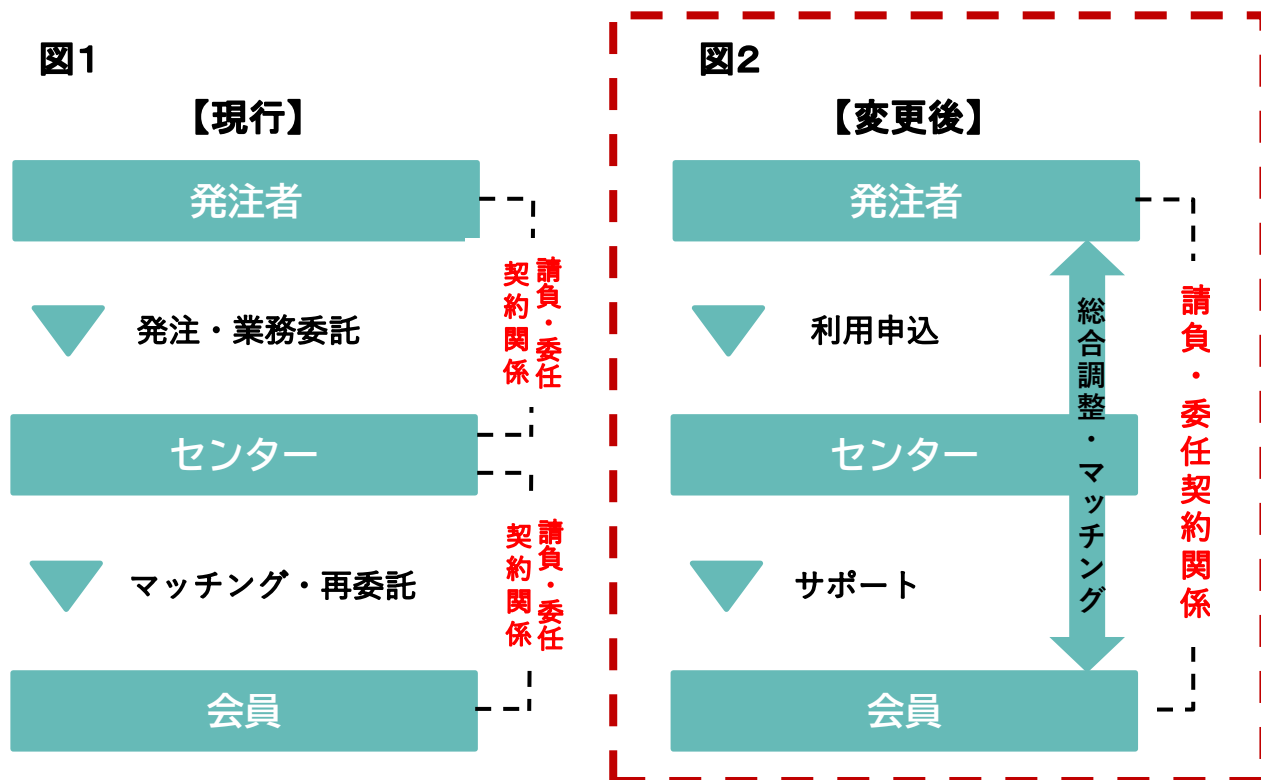 図1
【現行】
発注者
発注・業務委託
請負・委任
契約関係
センター
マッチング・再委託
請負・委任
契約関係
会員
図2
【変更後】
発注者
利用申込
センター
サポート
総合調整・マッチング
請負・委任契約関係
会員